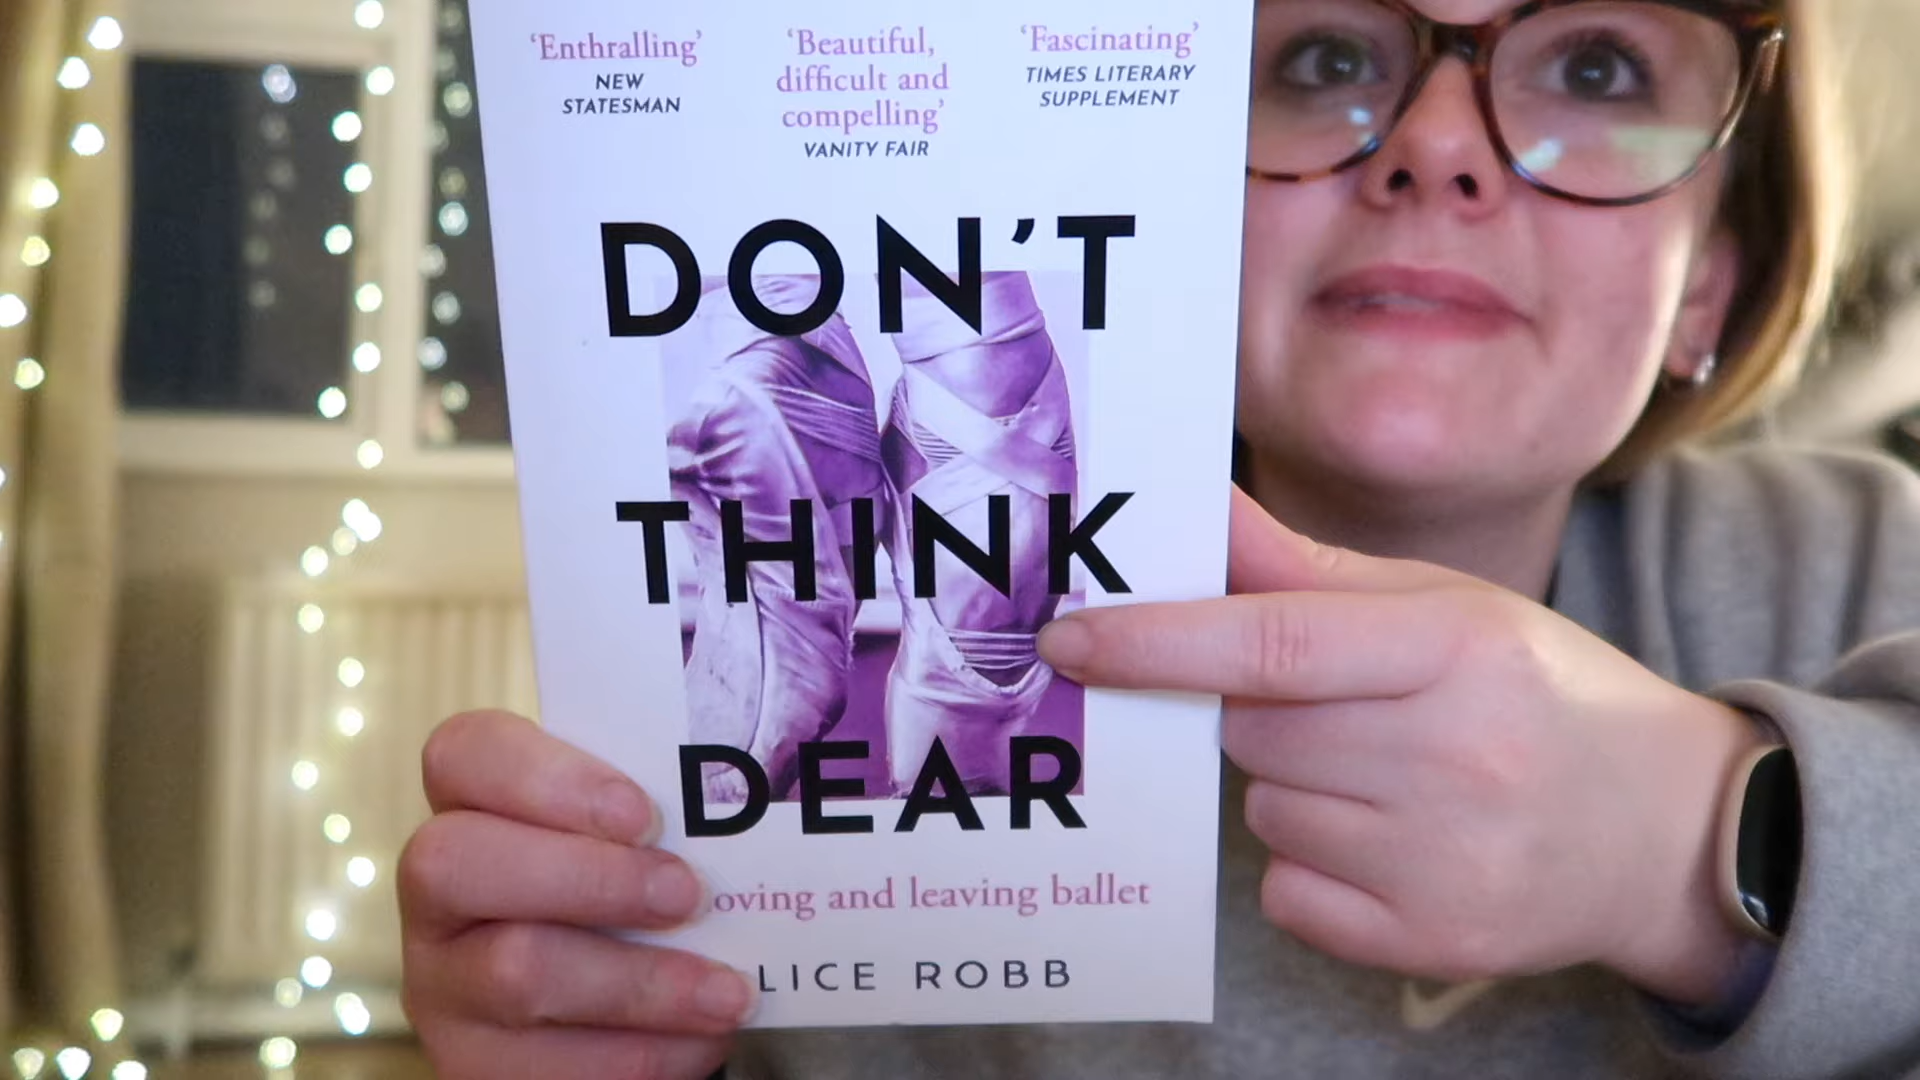 ‘Enthralling’
NEW
STATESMAN
‘Beautiful,
difficult and
compelling’
VANITY FAIR
‘Fascinating’
TIMES LITERARY
SUPPLEMENT
DON’T
THINK
DEAR
oving and leaving ballet
LICE ROBB